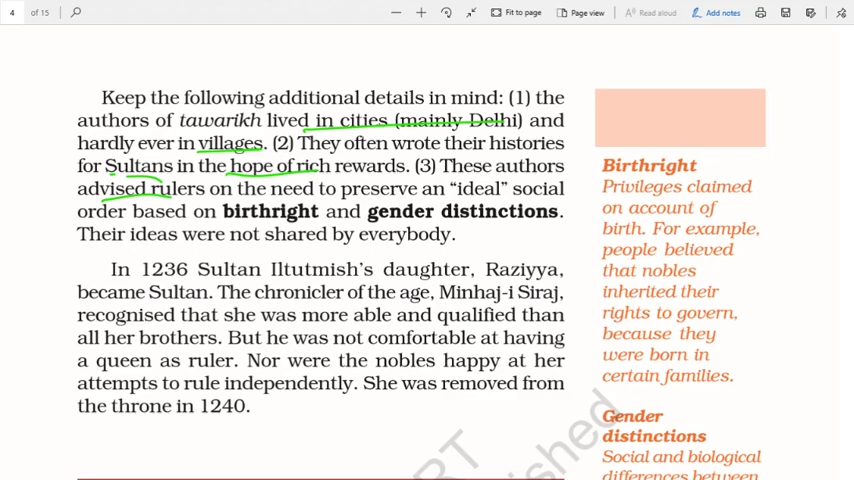 4 of 15
Fit to page
Page view
Read aloud
Add notes
Keep the following additional details in mind: (1) the
authors of tawarikh lived in cities (mainly Delhi) and
hardly ever in villages. (2) They often wrote their histories
for Sultans in the hope of rich rewards. (3) These authors
advised rulers on the need to preserve an “ideal” social
order based on birthright and gender distinctions.
Their ideas were not shared by everybody.
In 1236 Sultan Iltutmish’s daughter, Raziyya,
became Sultan. The chronicler of the age, Minhaj-i Siraj,
recognised that she was more able and qualified than
all her brothers. But he was not comfortable at having
a queen as ruler. Nor were the nobles happy at her
attempts to rule independently. She was removed from
the throne in 1240.
Birthright
Privileges claimed
on account of
birth. For example,
people believed
that nobles
inherited their
rights to govern,
because they
were born in
certain families.
Gender
distinctions
Social and biological
differences between